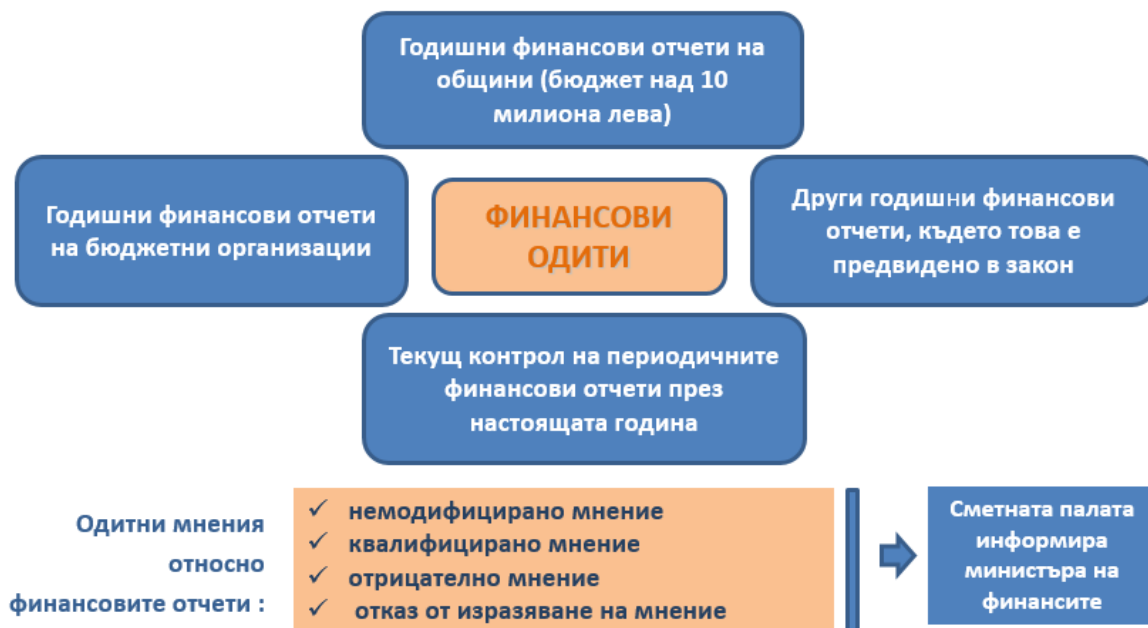 Годишни финансови отчети на
общини (бюджет над 10
милиона лева)
Годишни финансови отчети
на бюджетни организации
ФИНАНСОВИ
ОДИТИ
Други годишни финансови
отчети, където това е
предвидено в закон
Текущ контрол на периодичните
финансови отчети през
настоящата година
Одитни мнения
относно
финансовите отчети :
✓ немодифицирано мнение
✓ квалифицирано мнение
✓ отрицателно мнение
✓ отказ от изразяване на мнение
Сметната палата
информира
министъра на
финансите